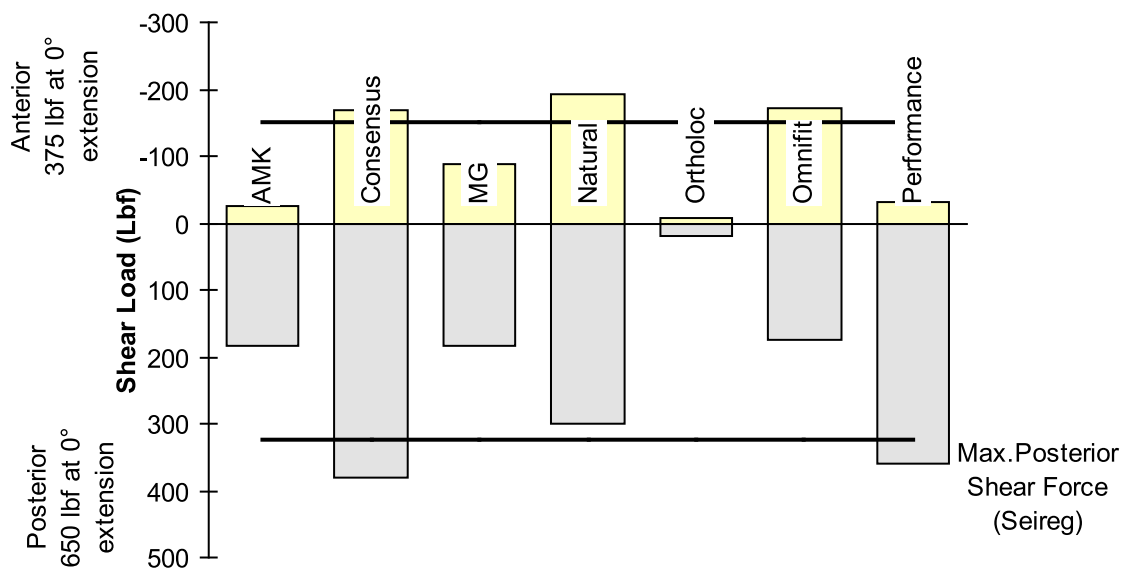 Anterior
375 lbf at 0°
extension
Posterior
650 lbf at 0°
extension
Shear Load (Lbf)
-300
-200
-100
0
100
200
300
400
500
AMK
Consensus
MG
Natural
Ortholoc
Omnifit
Performance
Max.Posterior
Shear Force
(Seireg)